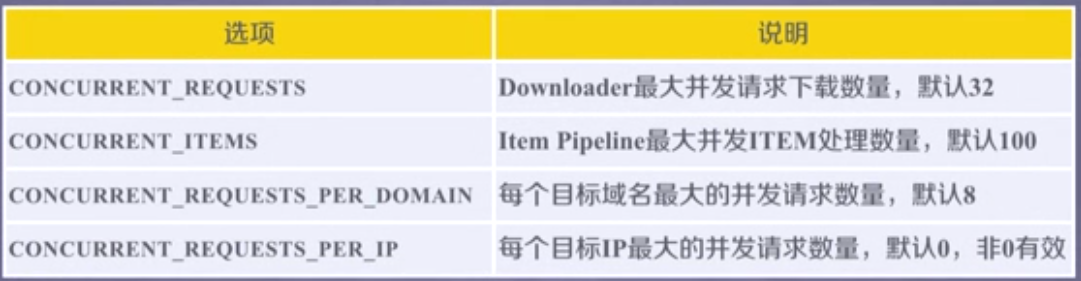 选项 说明
CONCURRENT_REQUESTS Downloader最大并发请求下载数量，默认32
CONCURRENT_ITEMS Item Pipeline最大并发ITEM处理数量，默认100
CONCURRENT_REQUESTS_PER_DOMAIN 每个目标域名最大的并发请求数量，默认8
CONCURRENT_REQUESTS_PER_IP 每个目标IP最大的并发请求数量，默认0，非0有效